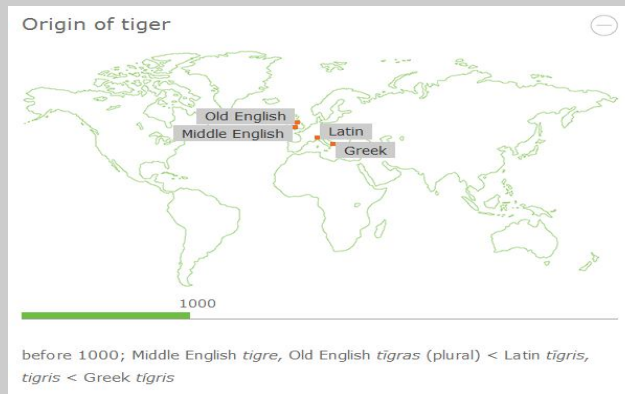 Origin of tiger
Old English
Middle English
Latin
Greek
1000
before 1000; Middle English tigre, Old English tīgras (plural) < Latin tīgris,
tigris < Greek tígris